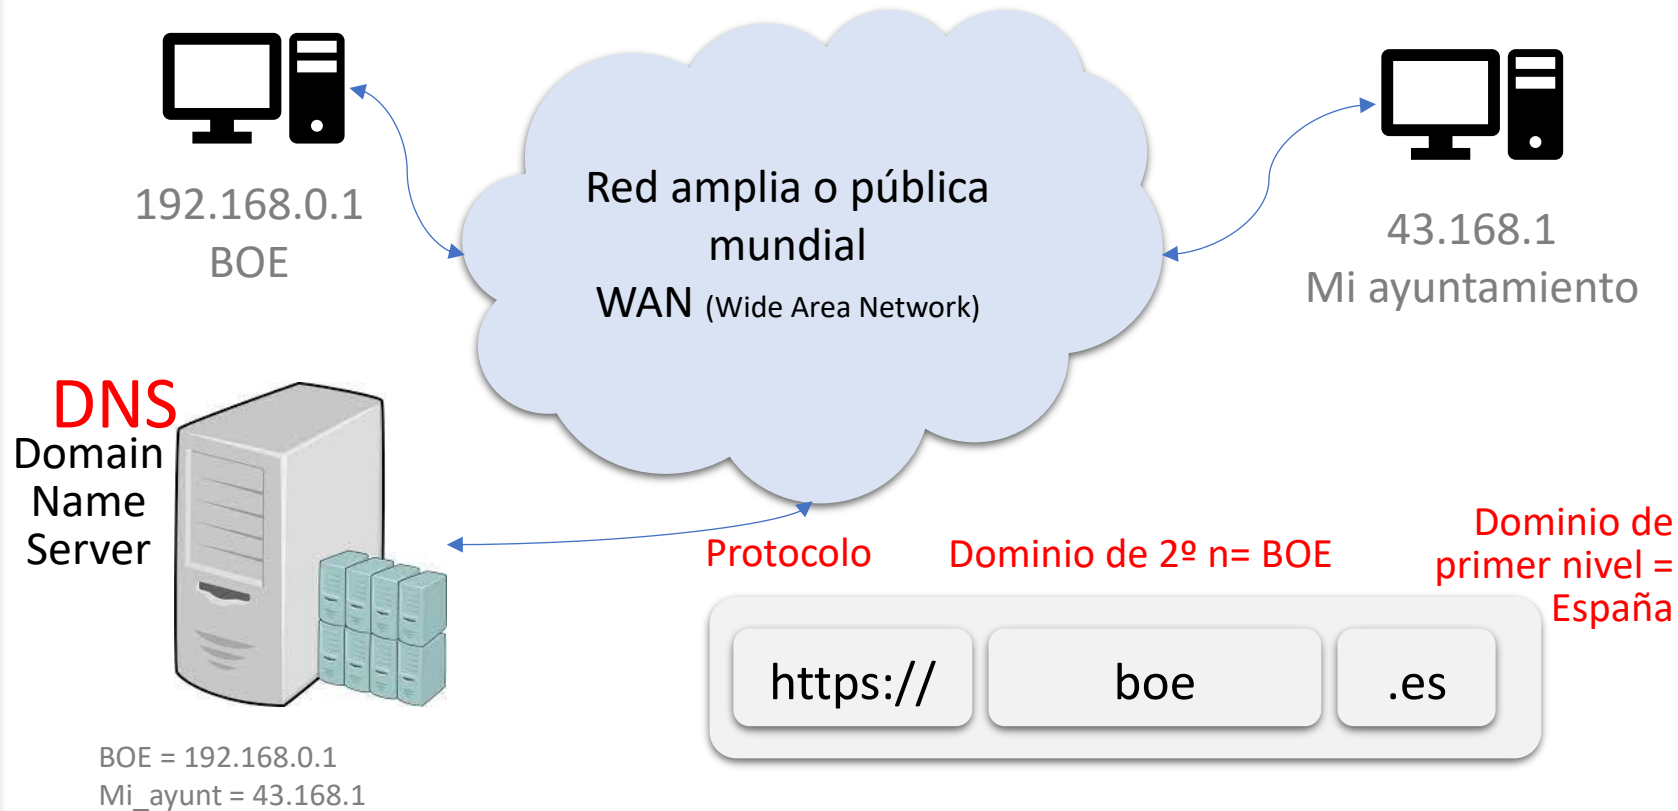 192.168.0.1
BOE
Red amplia o pública
mundial
WAN (Wide Area Network)
43.168.1
Mi ayuntamiento
DNS
Domain
Name
Server
BOE = 192.168.0.1
Mi_ayunt = 43.168.1
Protocolo
Dominio de 2º n= BOE
Dominio de
primer nivel =
España
https://
boe
.es